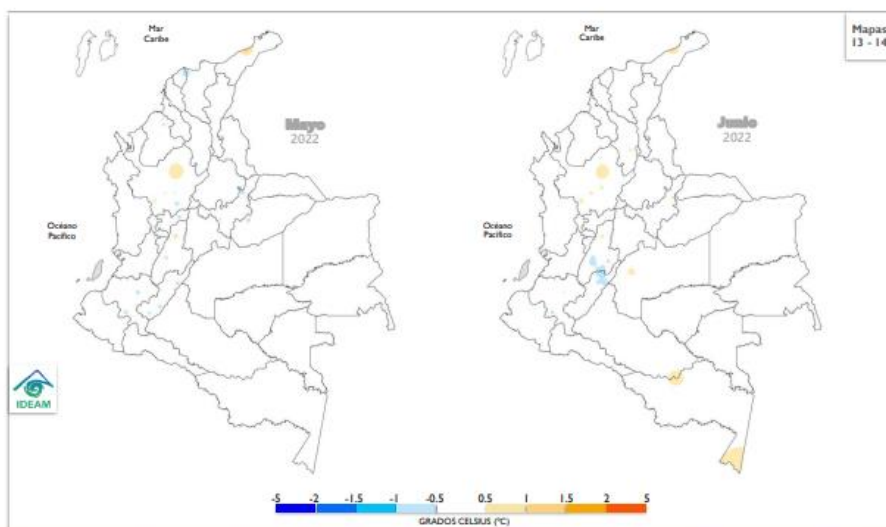 Mar
Caribe
Mayo
2022
Océano
Pacífico
Mar
Caribe
Mapas
13 - 14
Junio
2022
Océano
Pacífico
IDEAM
-5 -2 -1.5 -1 -0.5 0.5 1 1.5 2 5
GRADOS CELSIUS (°C)